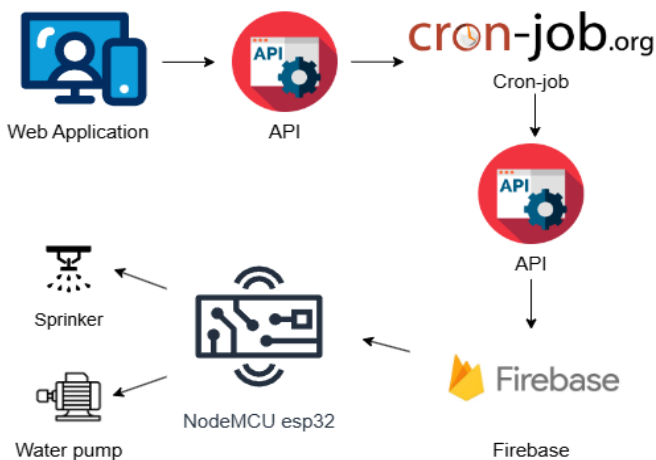 API
cron-job.org
Cron-job
Web Application
API
API
API
Sprinker
Firebase
NodeMCU esp32
Water pump
Firebase